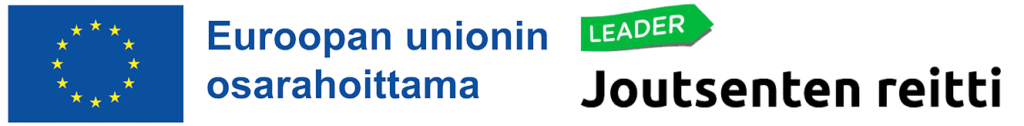 Euroopan unionin
osarahoittama
LEADER
Joutsenten reitti